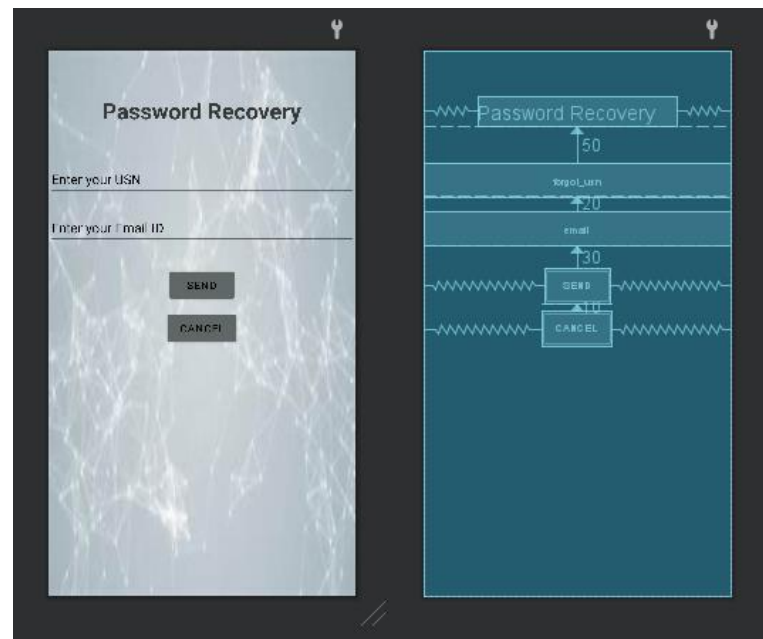 Password Recovery
Enter your USN
Enter your Email ID
SEND
CANCEL
Password Recovery
50
forgot_usn
20
email
30
SEND
10
CANCEL